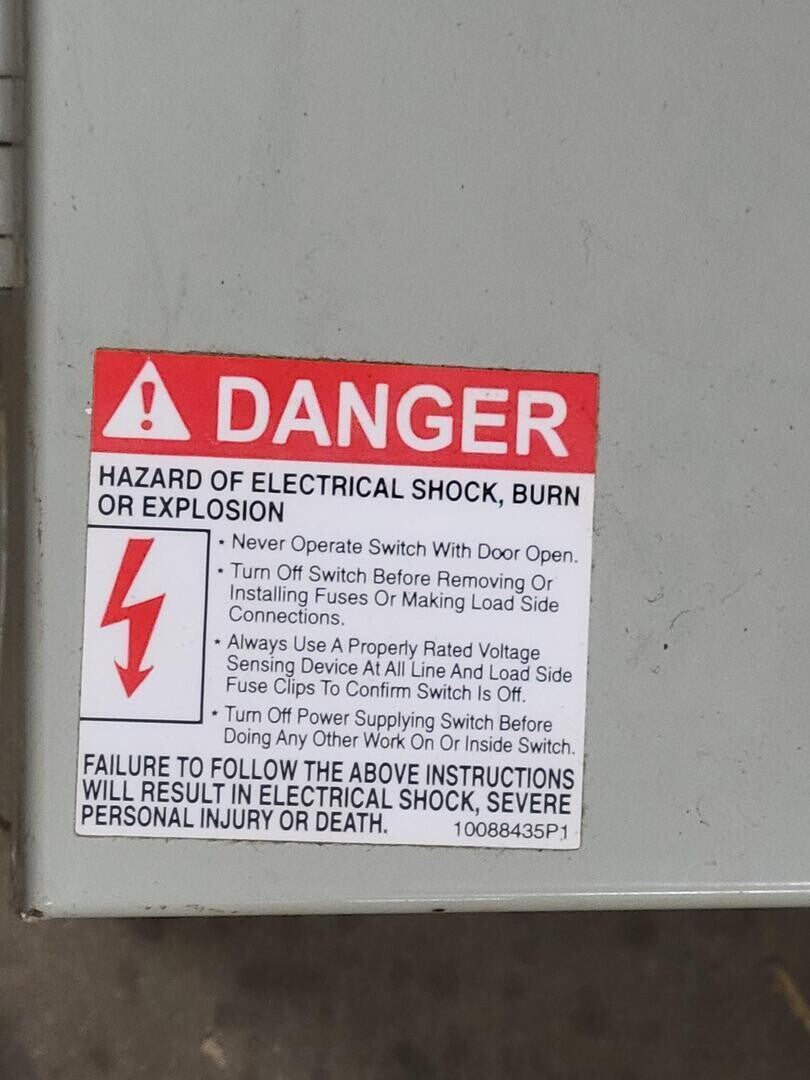 DANGER
HAZARD OF ELECTRICAL SHOCK, BURN
OR EXPLOSION
• Never Operate Switch With Door Open.
• Turn Off Switch Before Removing Or
Installing Fuses Or Making Load Side
Connections.
• Always Use A Properly Rated Voltage
Sensing Device At All Line And Load Side
Fuse Clips To Confirm Switch Is Off.
• Turn Off Power Supplying Switch Before
Doing Any Other Work On Or Inside Switch.
FAILURE TO FOLLOW THE ABOVE INSTRUCTIONS
WILL RESULT IN ELECTRICAL SHOCK, SEVERE
PERSONAL INJURY OR DEATH. 10088435P1